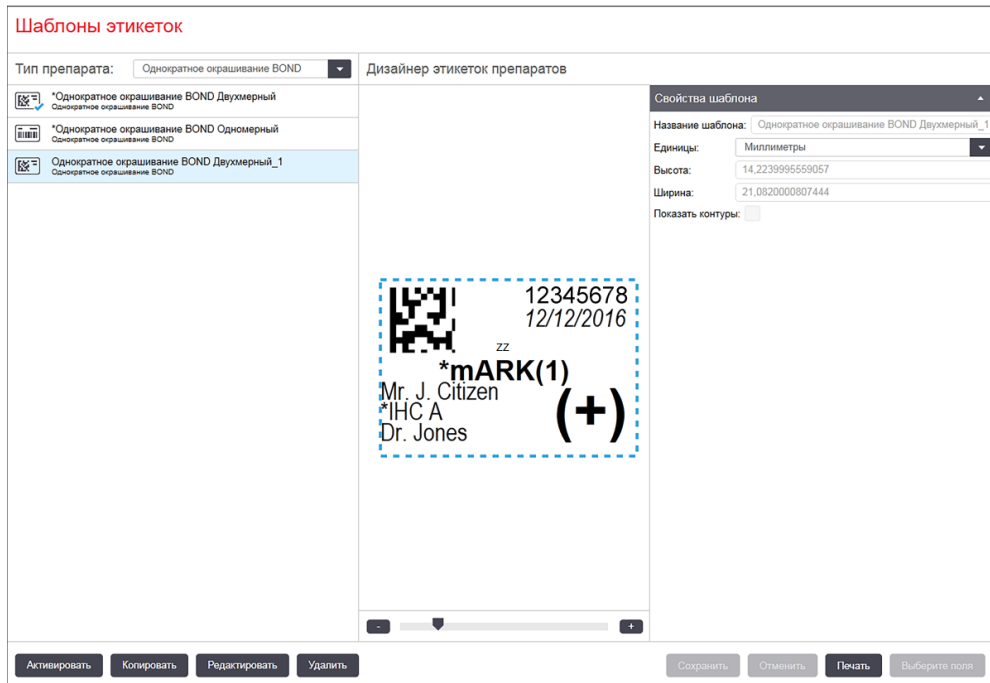 Шаблоны этикеток
Тип препарата: Однократное окрашивание BOND
Дизайнер этикеток препаратов
*Однократное окрашивание BOND Двухмерный
Однократное окрашивание BOND
*Однократное окрашивание BOND Одномерный
Однократное окрашивание BOND
Однократное окрашивание BOND Двухмерный_1
Однократное окрашивание BOND
12345678
12/12/2016
zz
*mARK(1)
Mr. J. Citizen
*IHC A
(+)
Dr. Jones
Свойства шаблона
Название шаблона: Однократное окрашивание BOND Двухмерный_1
Единицы: Миллиметры
Высота: 14,2239995559057
Ширина: 21,0820000807444
Показать контуры:
- +
Активировать Копировать Редактировать Удалить Сохранить Отменить Печать Выберите поля